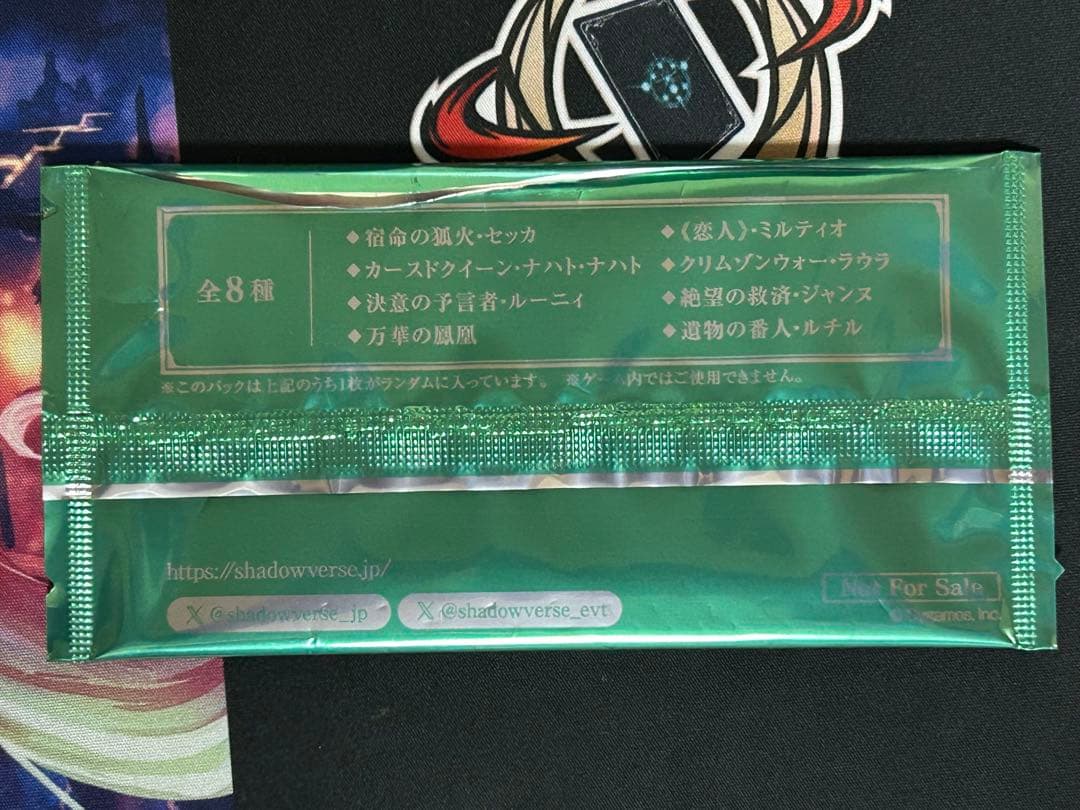 全8種
◆宿命の狐火・セッカ
◆カースドクイーン・ナハト・ナハト
◆決意の予言者・ルーニィ
◆万華の鳳凰
◆《恋人》・ミルティオ
◆クリムゾンウォー・ラウラ
◆絶望の救済・ジャンヌ
◆遺物の番人・ルチル
※このパックは上記のうち1枚がランダムに入っています。 ※ゲーム内ではご使用できません。
https://shadowverse.jp/
X @shadowverse_jp
X @shadowverse_evt
Not For Sale
© Cygames, Inc.